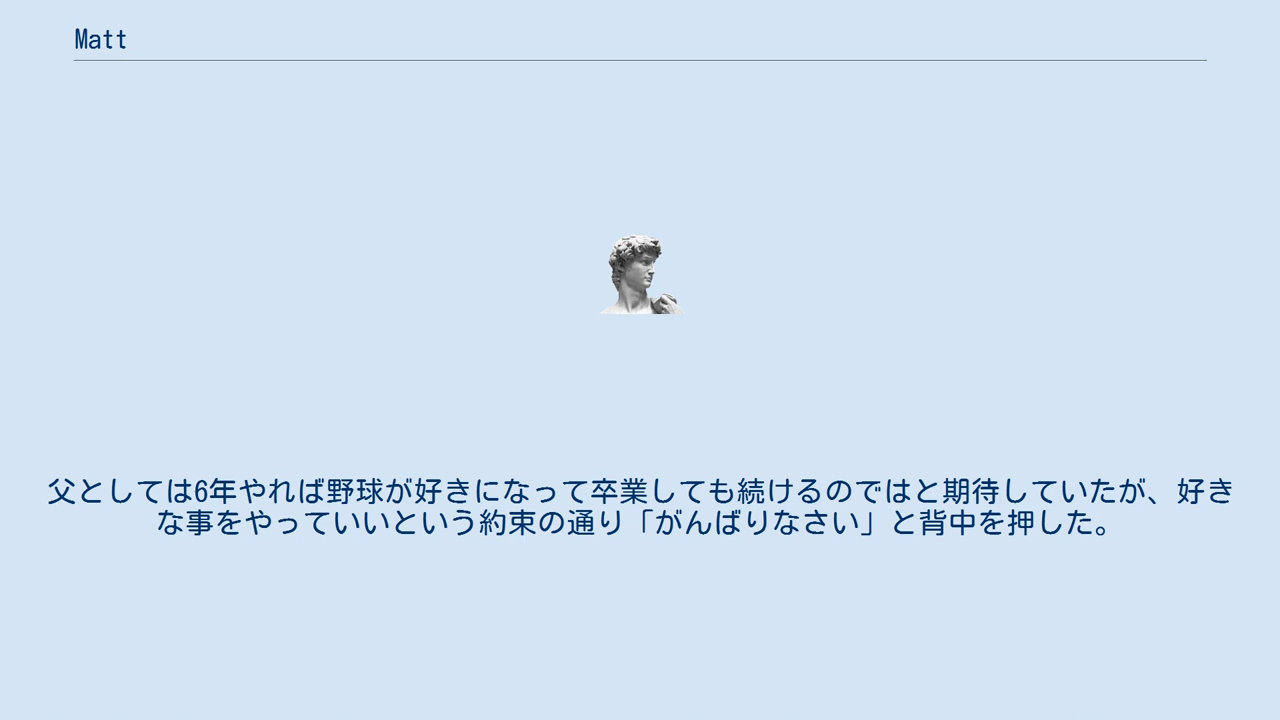 Matt
父としては6年やれば野球が好きになって卒業しても続けるのではと期待していたが、好き
な事をやっていいという約束の通り「がんばりなさい」と背中を押した。